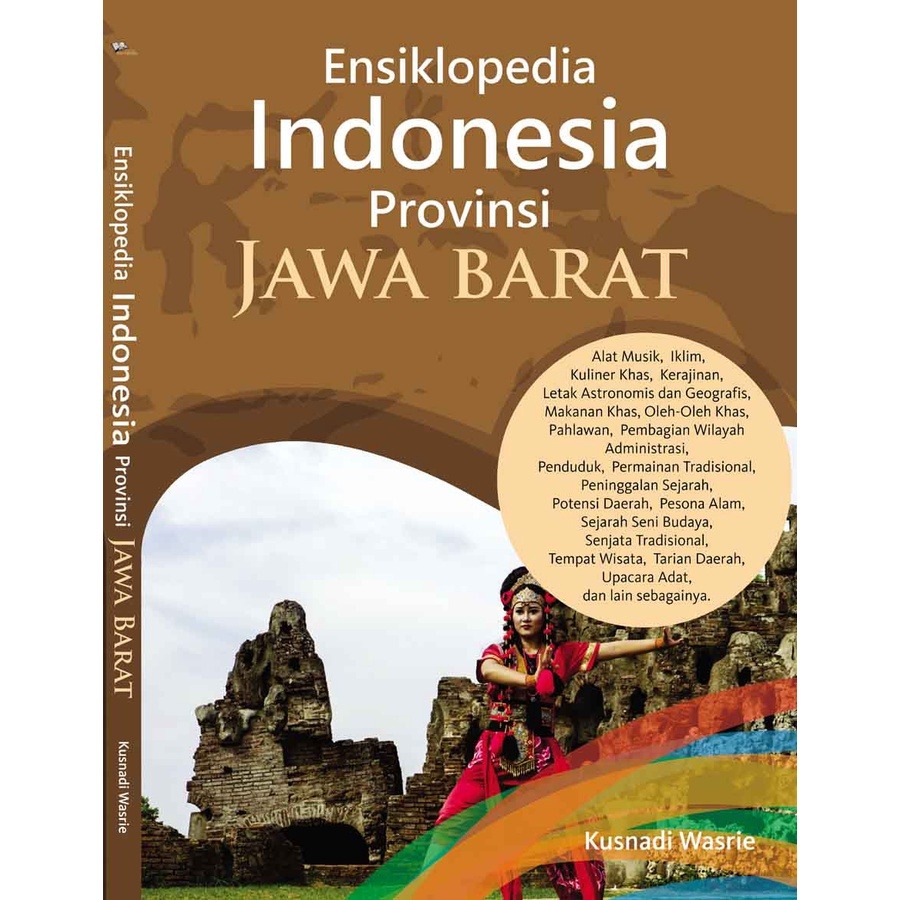 Ensiklopedia
Indonesia
Provinsi
JAWA BARAT
Alat Musik, Iklim,
Kuliner Khas, Kerajinan,
Letak Astronomis dan Geografis,
Makanan Khas, Oleh-Oleh Khas,
Pahlawan, Pembagian Wilayah
Administrasi,
Penduduk, Permainan Tradisional,
Peninggalan Sejarah,
Potensi Daerah, Pesona Alam,
Sejarah Seni Budaya,
Senjata Tradisional,
Tempat Wisata, Tarian Daerah,
Upacara Adat,
dan lain sebagainya.
Kusnadi Wasrie
Ensiklopedia Indonesia Provinsi JAWA BARAT
Kusnadi Wasrie